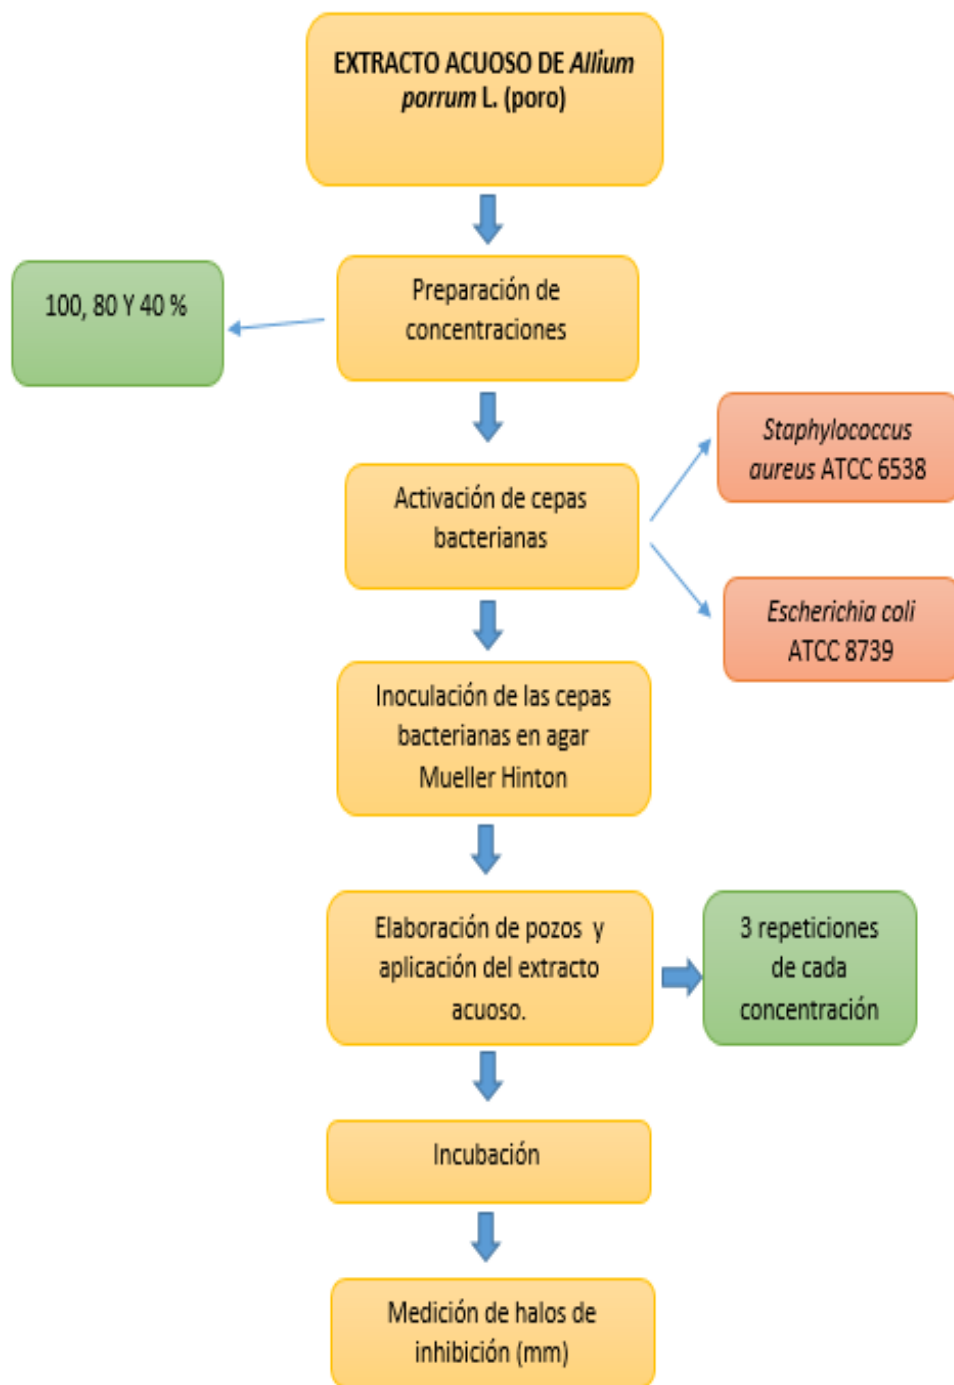 EXTRACTO ACUOSO DE Allium
porrum L. (poro)
Preparación de
concentraciones
100, 80 Y 40 %
Activación de cepas
bacterianas
Staphylococcus
aureus ATCC 6538
Escherichia coli
ATCC 8739
Inoculación de las cepas
bacterianas en agar
Mueller Hinton
Elaboración de pozos y
aplicación del extracto
acuoso.
3 repeticiones
de cada
concentración
Incubación
Medición de halos de
inhibición (mm)